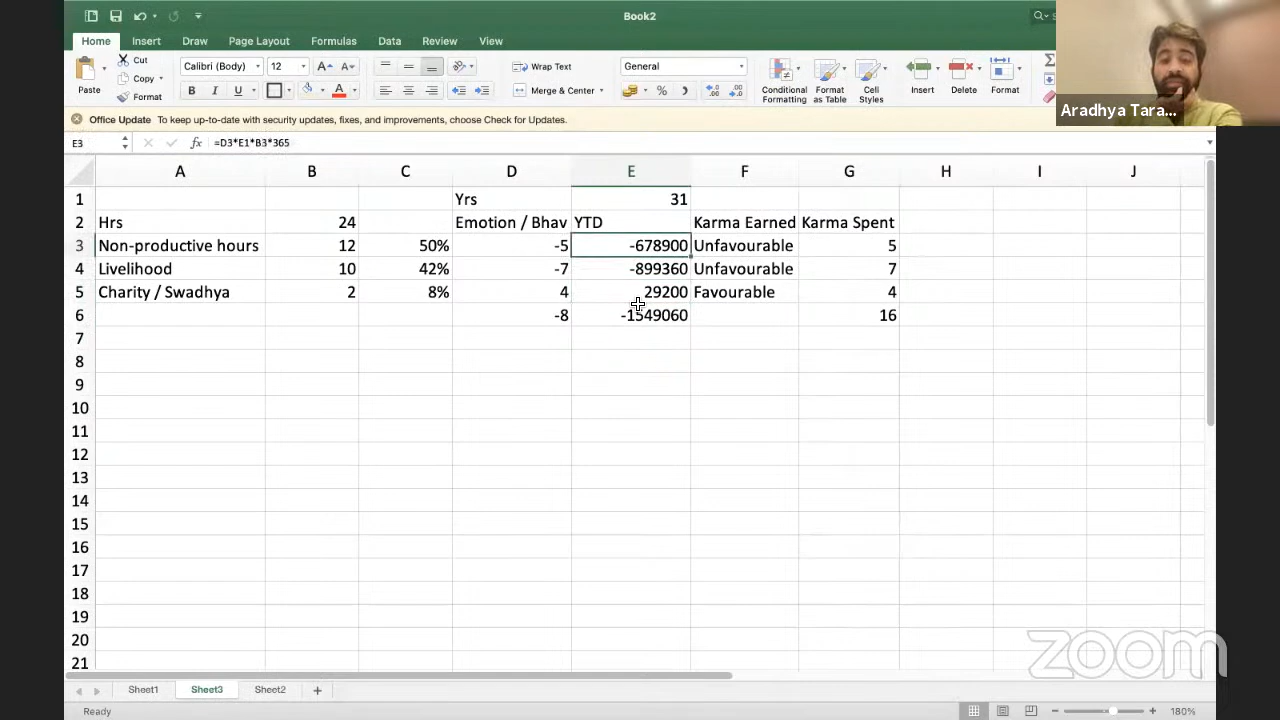 Book2
Home Insert Draw Page Layout Formulas Data Review View
Paste Cut Copy Format
Calibri (Body) 12
B I U
Wrap Text
Merge & Center
General
Conditional Formatting
Format as Table
Cell Styles
Insert Delete Format
Aradhya Tara...
Office Update To keep up-to-date with security updates, fixes, and improvements, choose Check for Updates.
E3 fx =D3*E1*B3*365
A B C D E F G H I J
1 Yrs 31
2 Hrs 24 Emotion / Bhav YTD Karma Earned Karma Spent
3 Non-productive hours 12 50% -5 -678900 Unfavourable 5
4 Livelihood 10 42% -7 -899360 Unfavourable 7
5 Charity / Swadhya 2 8% 4 29200 Favourable 4
6 -8 -1549060 16
7
8
9
10
11
12
13
14
15
16
17
18
19
20
21
zoom
Sheet1 Sheet3 Sheet2 +
Ready 180%